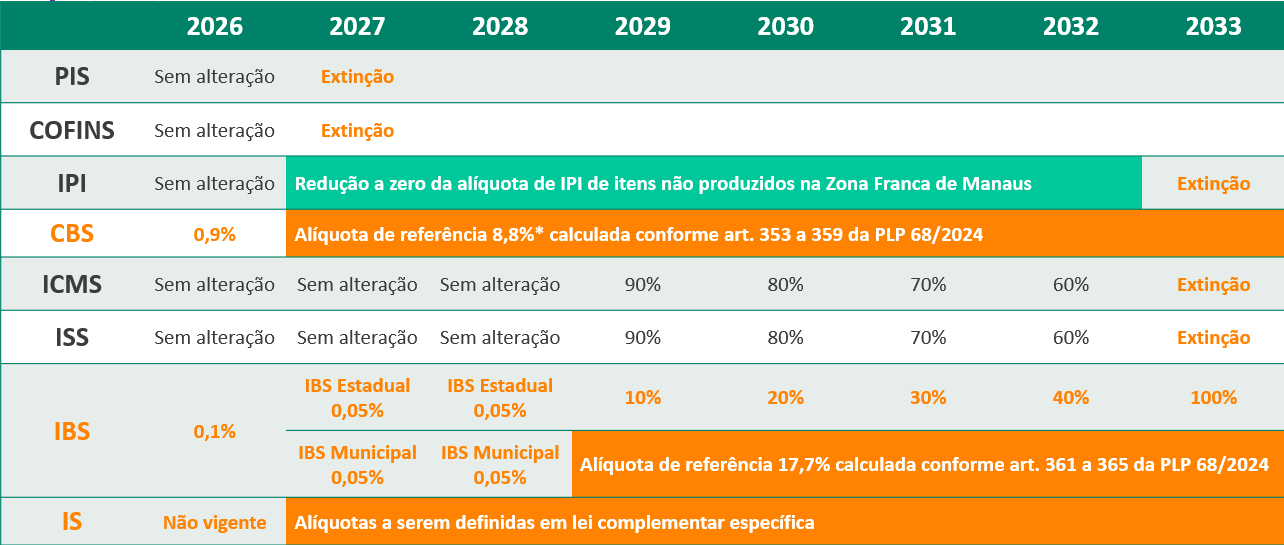 2026 2027 2028 2029 2030 2031 2032 2033
PIS Sem alteração Extinção
COFINS Sem alteração Extinção
IPI Sem alteração Redução a zero da alíquota de IPI de itens não produzidos na Zona Franca de Manaus Extinção
CBS 0,9% Alíquota de referência 8,8%* calculada conforme art. 353 a 359 da PLP 68/2024
ICMS Sem alteração Sem alteração Sem alteração 90% 80% 70% 60% Extinção
ISS Sem alteração Sem alteração Sem alteração 90% 80% 70% 60% Extinção
IBS 0,1%
IBS Estadual IBS Estadual
0,05% 0,05%
10% 20% 30% 40% 100%
IBS Municipal IBS Municipal
0,05% 0,05%
Alíquota de referência 17,7% calculada conforme art. 361 a 365 da PLP 68/2024
IS Não vigente Alíquotas a serem definidas em lei complementar específica